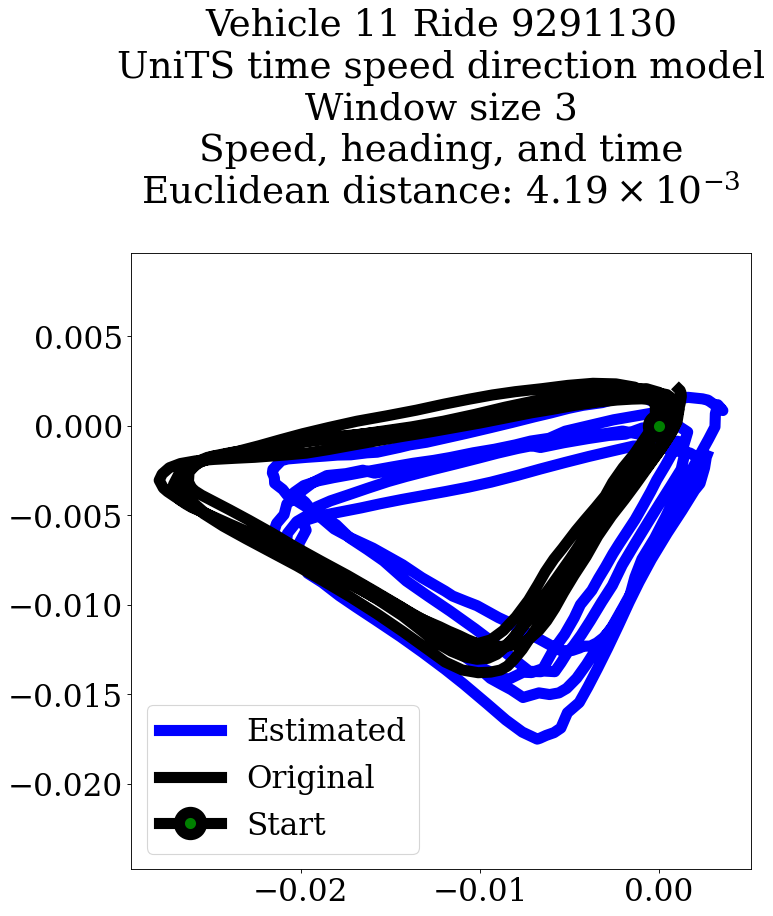 Vehicle 11 Ride 9291130
UniTS time speed direction model
Window size 3
Speed, heading, and time
Euclidean distance: 4.19 × 10⁻³
0.005
0.000
−0.005
−0.010
−0.015
−0.020
Estimated
Original
Start
−0.02
−0.01
0.00